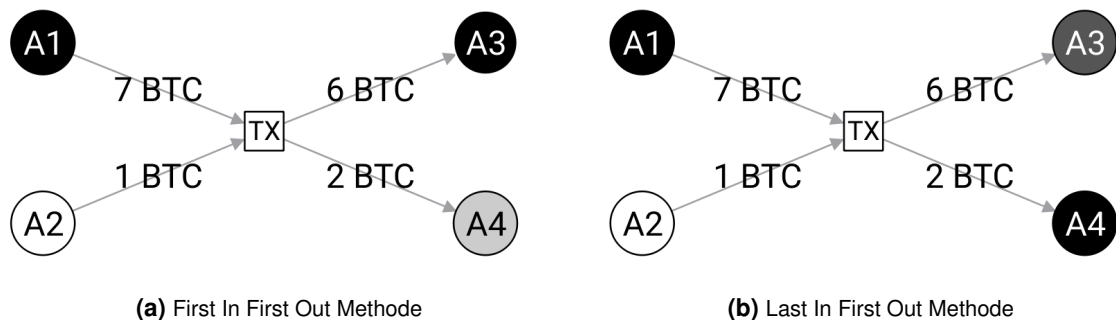 A1 A3 A1 A3
7 BTC 6 BTC 7 BTC 6 BTC
TX TX
1 BTC 2 BTC 1 BTC 2 BTC
A2 A4 A2 A4
(a) First In First Out Methode (b) Last In First Out Methode